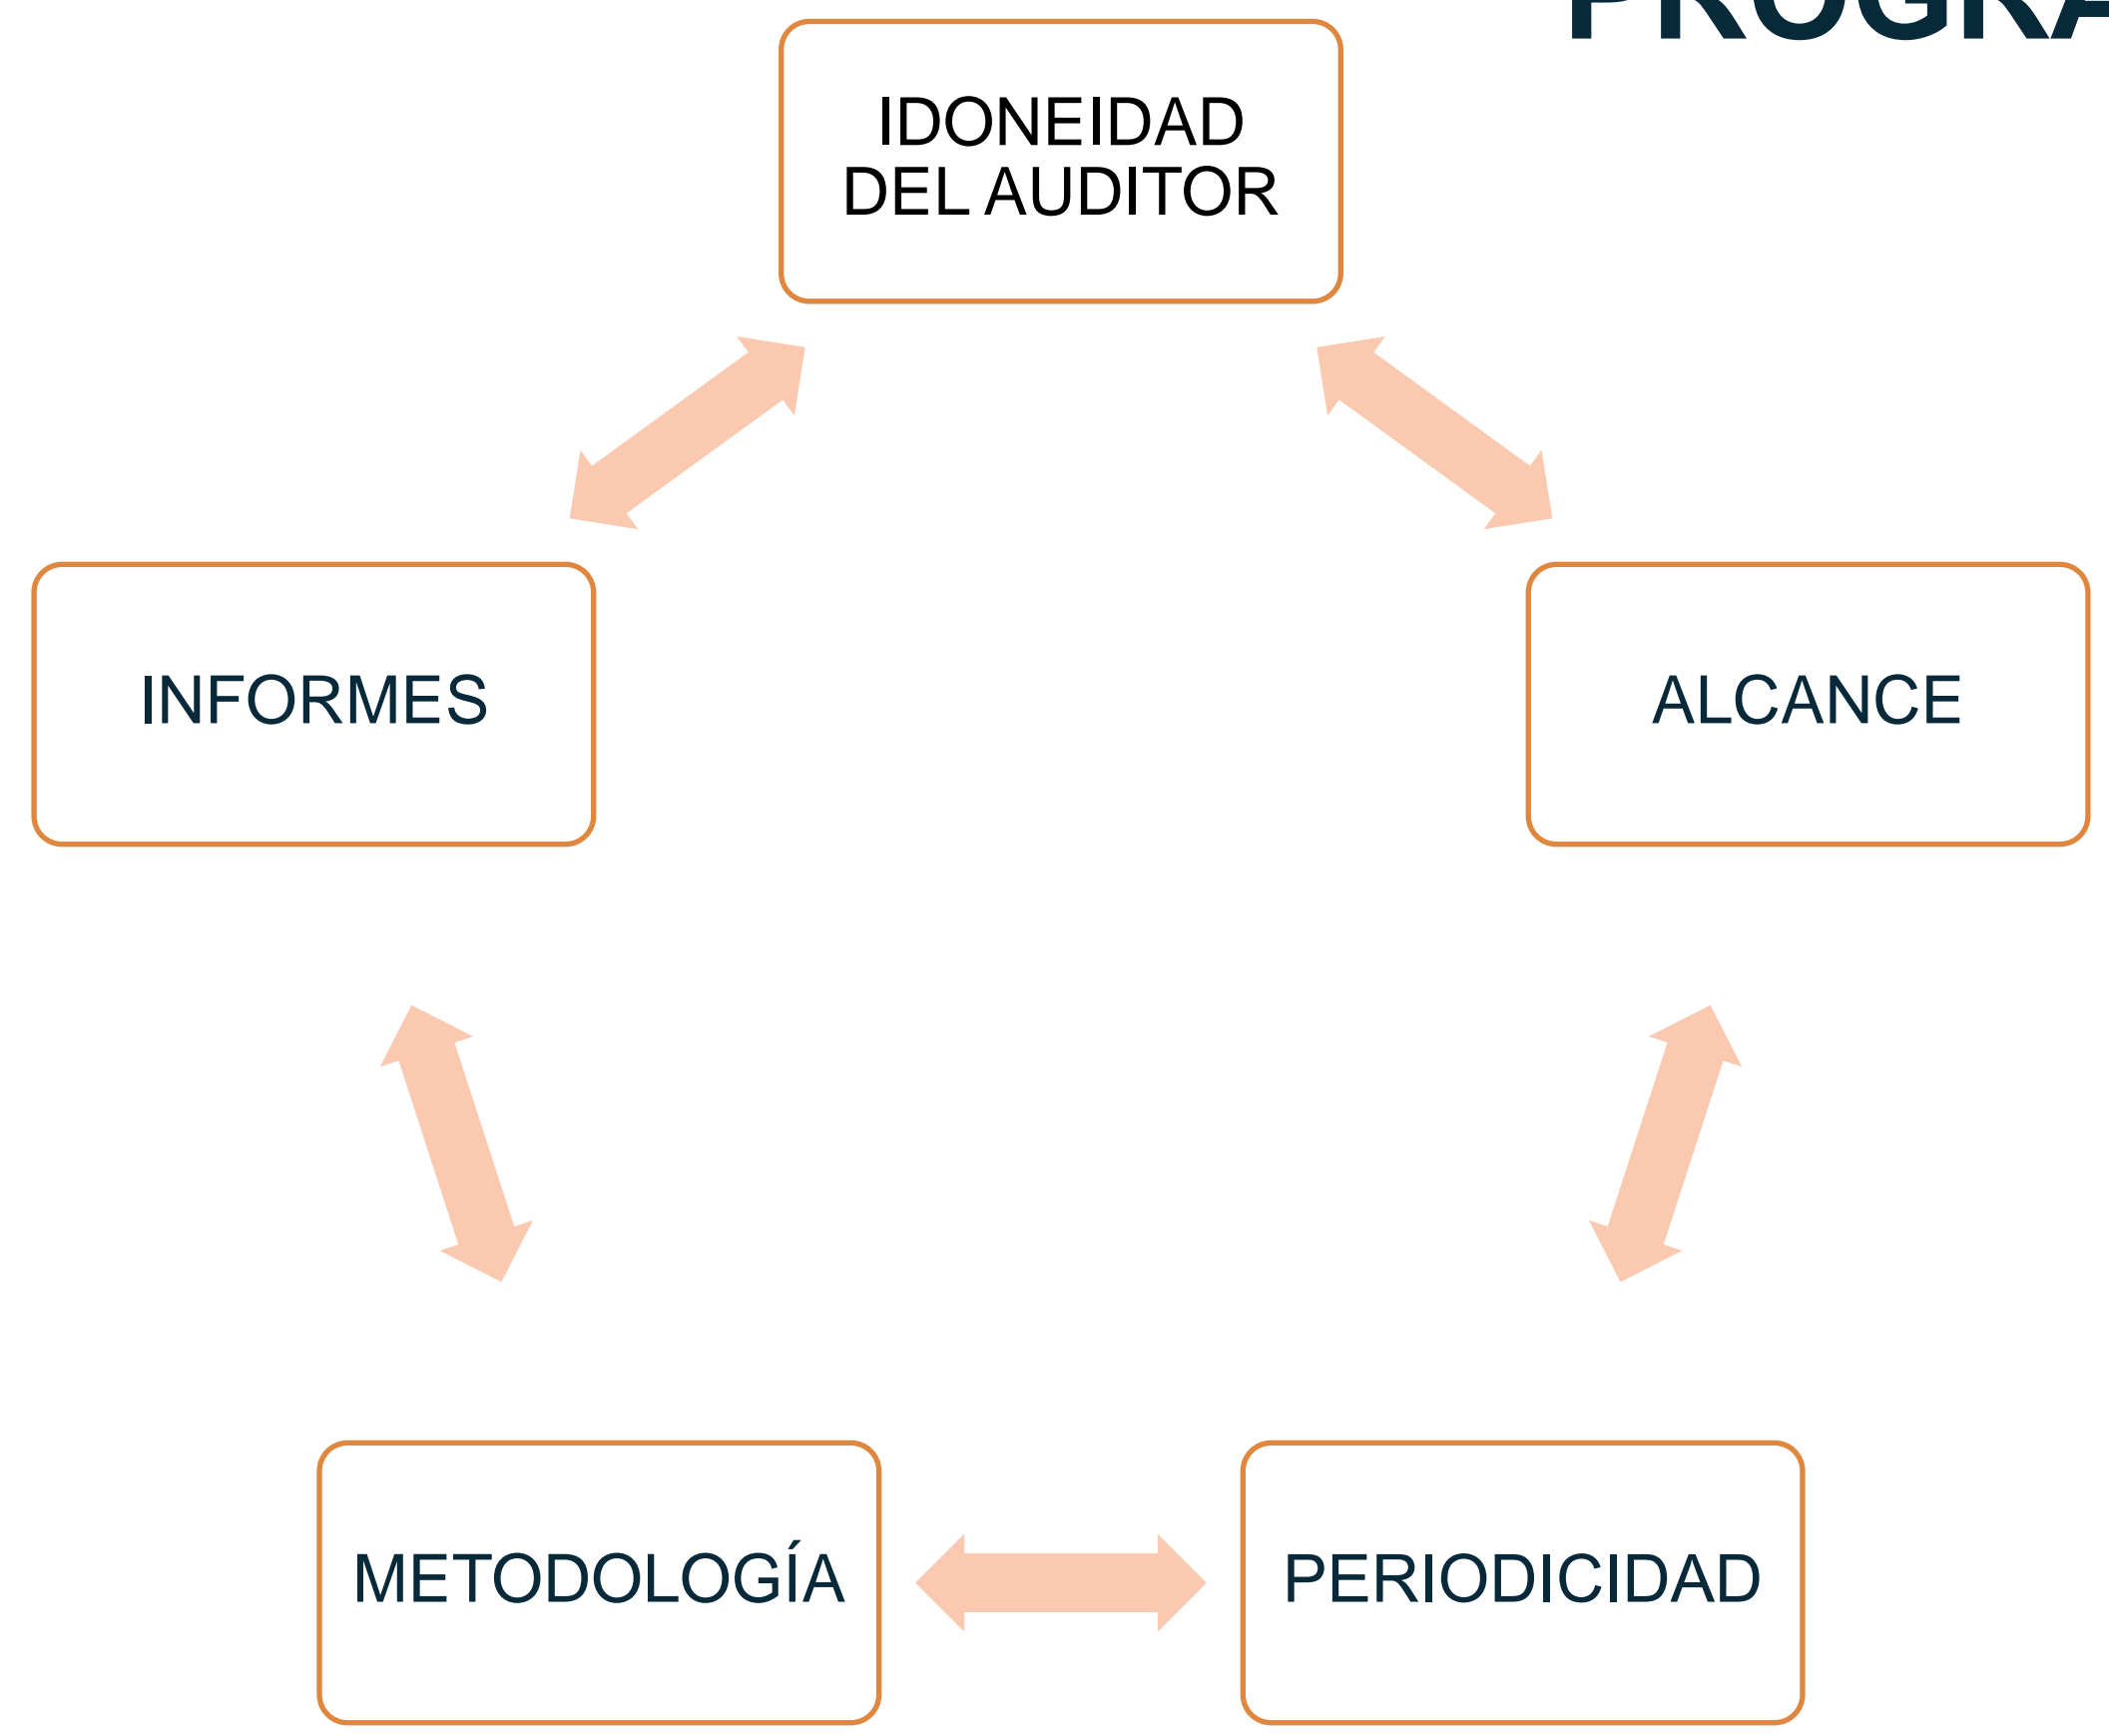 IDONEIDAD
DEL AUDITOR
INFORMES
ALCANCE
METODOLOGÍA
PERIODICIDAD